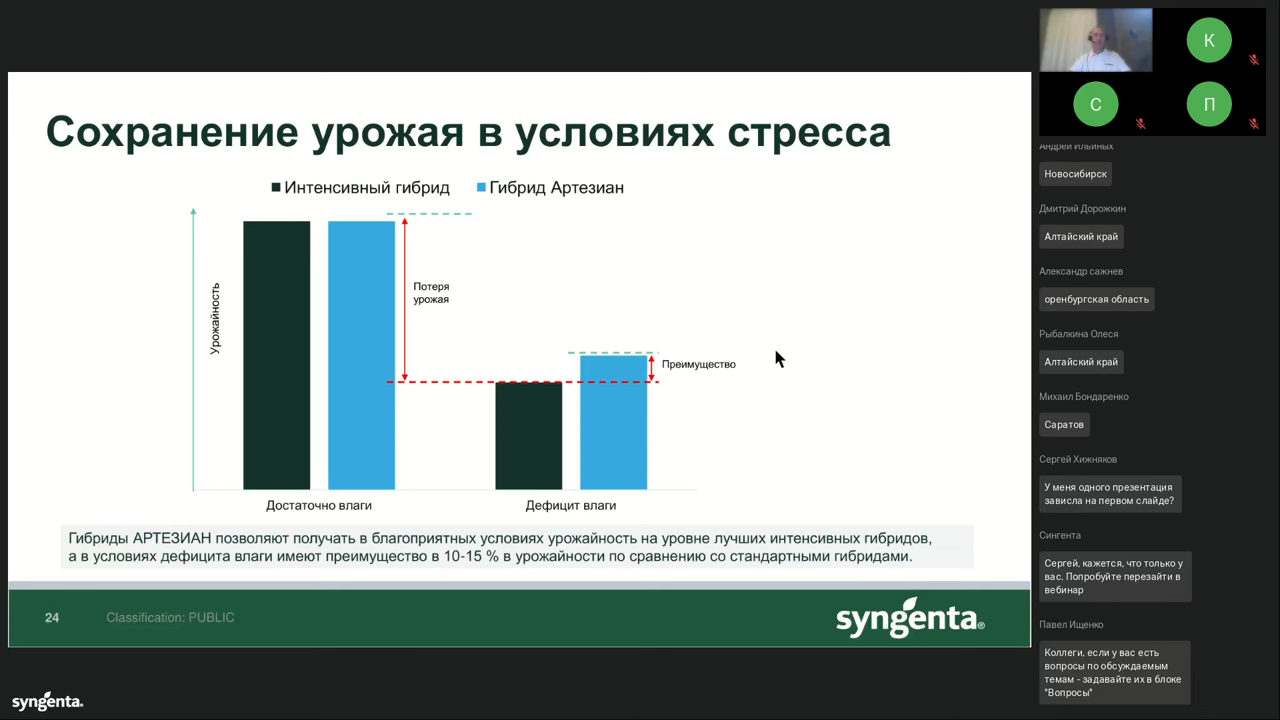 Сохранение урожая в условиях стресса
Интенсивный гибрид
Гибрид Артезиан
Урожайность
Потеря
урожая
Преимущество
Достаточно влаги
Дефицит влаги
Гибриды АРТЕЗИАН позволяют получать в благоприятных условиях урожайность на уровне лучших интенсивных гибридов,
а в условиях дефицита влаги имеют преимущество в 10-15 % в урожайности по сравнению со стандартными гибридами.
24
Classification: PUBLIC
syngenta®
syngenta.
К
С
П
Андрей Ильиных
Новосибирск
Дмитрий Дорожкин
Алтайский край
Александр сажнев
оренбургская область
Рыбалкина Олеся
Алтайский край
Михаил Бондаренко
Саратов
Сергей Хижняков
У меня одного презентация
зависла на первом слайде?
Сингента
Сергей, кажется, что только у
вас. Попробуйте перезайти в
вебинар
Павел Ищенко
Коллеги, если у вас есть
вопросы по обсуждаемым
темам - задавайте их в блоке
"Вопросы"